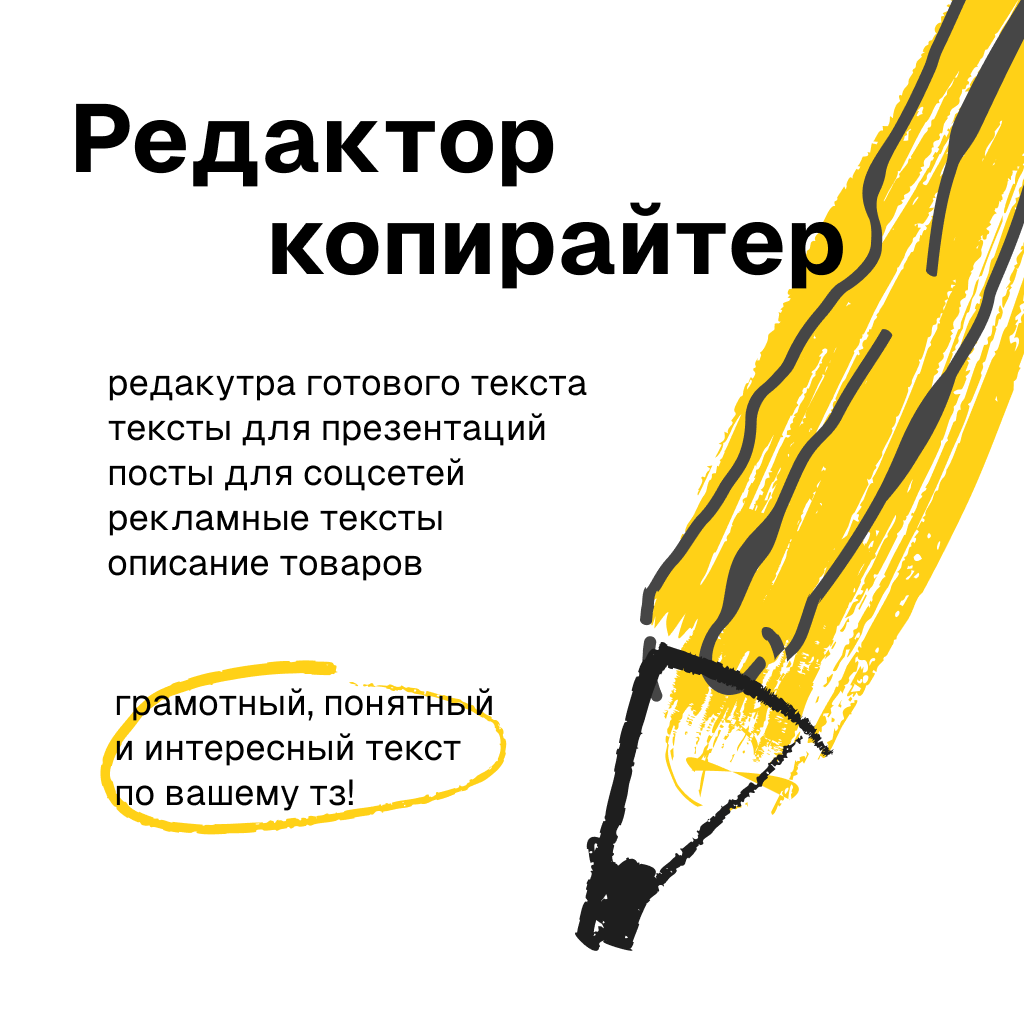 Редактор
копирайтер
редакутра готового текста
тексты для презентаций
посты для соцсетей
рекламные тексты
описание товаров
грамотный, понятный
и интересный текст
по вашему тз!